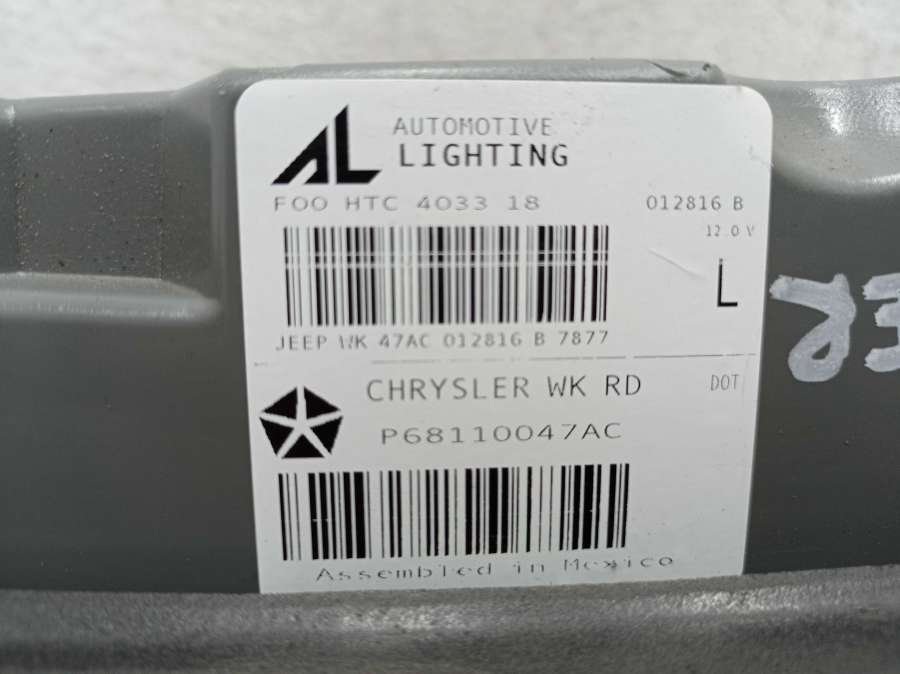 AL
AUTOMOTIVE
LIGHTING
FOO HTC 4033 18
012816 B
12.0 V
L
JEEP WK 47AC 012816 B 7877
CHRYSLER WK RD
DOT
P68110047AC
Assembled in Mexico